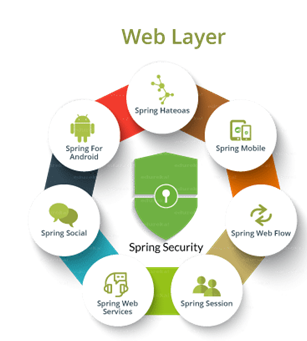 Web Layer
Spring Hateoas
Spring For
Android
Spring Mobile
Spring Social
Spring Security
Spring Web Flow
Spring Web
Services
Spring Session